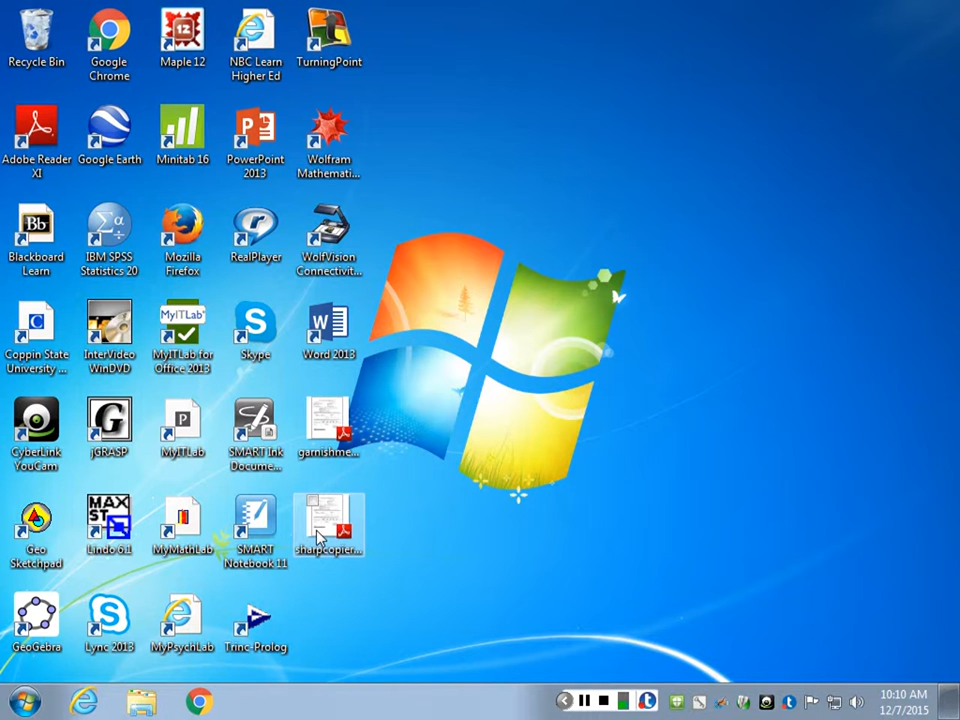 Recycle Bin
Google
Chrome
Maple 12
NBC Learn
Higher Ed
TurningPoint
Adobe Reader
XI
Google Earth
Minitab 16
PowerPoint
2013
Wolfram
Mathemati...
Blackboard
Learn
IBM SPSS
Statistics 20
Mozilla
Firefox
RealPlayer
WolfVision
Connectivit...
Coppin State
University ...
InterVideo
WinDVD
MyITLab for
Office 2013
Skype
Word 2013
CyberLink
YouCam
jGRASP
MyITLab
SMART Ink
Docume...
garnishme...
Geo
Sketchpad
Lindo 6.1
MyMathLab
SMART
Notebook 11
sharpcopier...
GeoGebra
Lync 2013
MyPsychLab
Trinc-Prolog
10:10 AM
12/7/2015